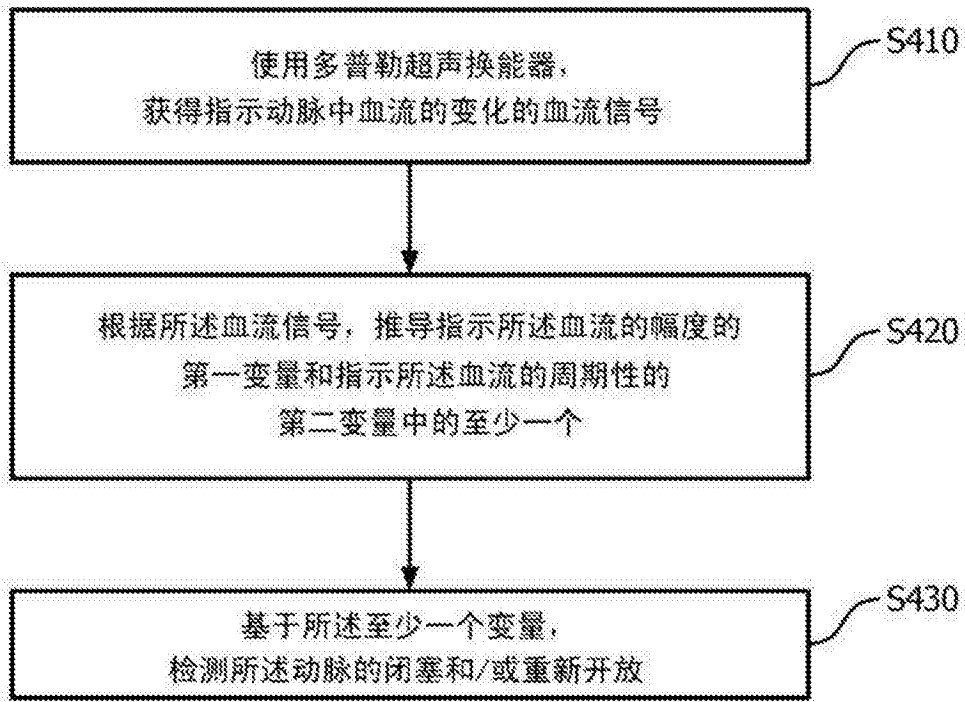 使用多普勒超声换能器，
获得指示动脉中血流的变化的血流信号
S410
根据所述血流信号，推导指示所述血流的幅度的
第一变量和指示所述血流的周期性的
第二变量中的至少一个
S420
基于所述至少一个变量，
检测所述动脉的闭塞和/或重新开放
S430